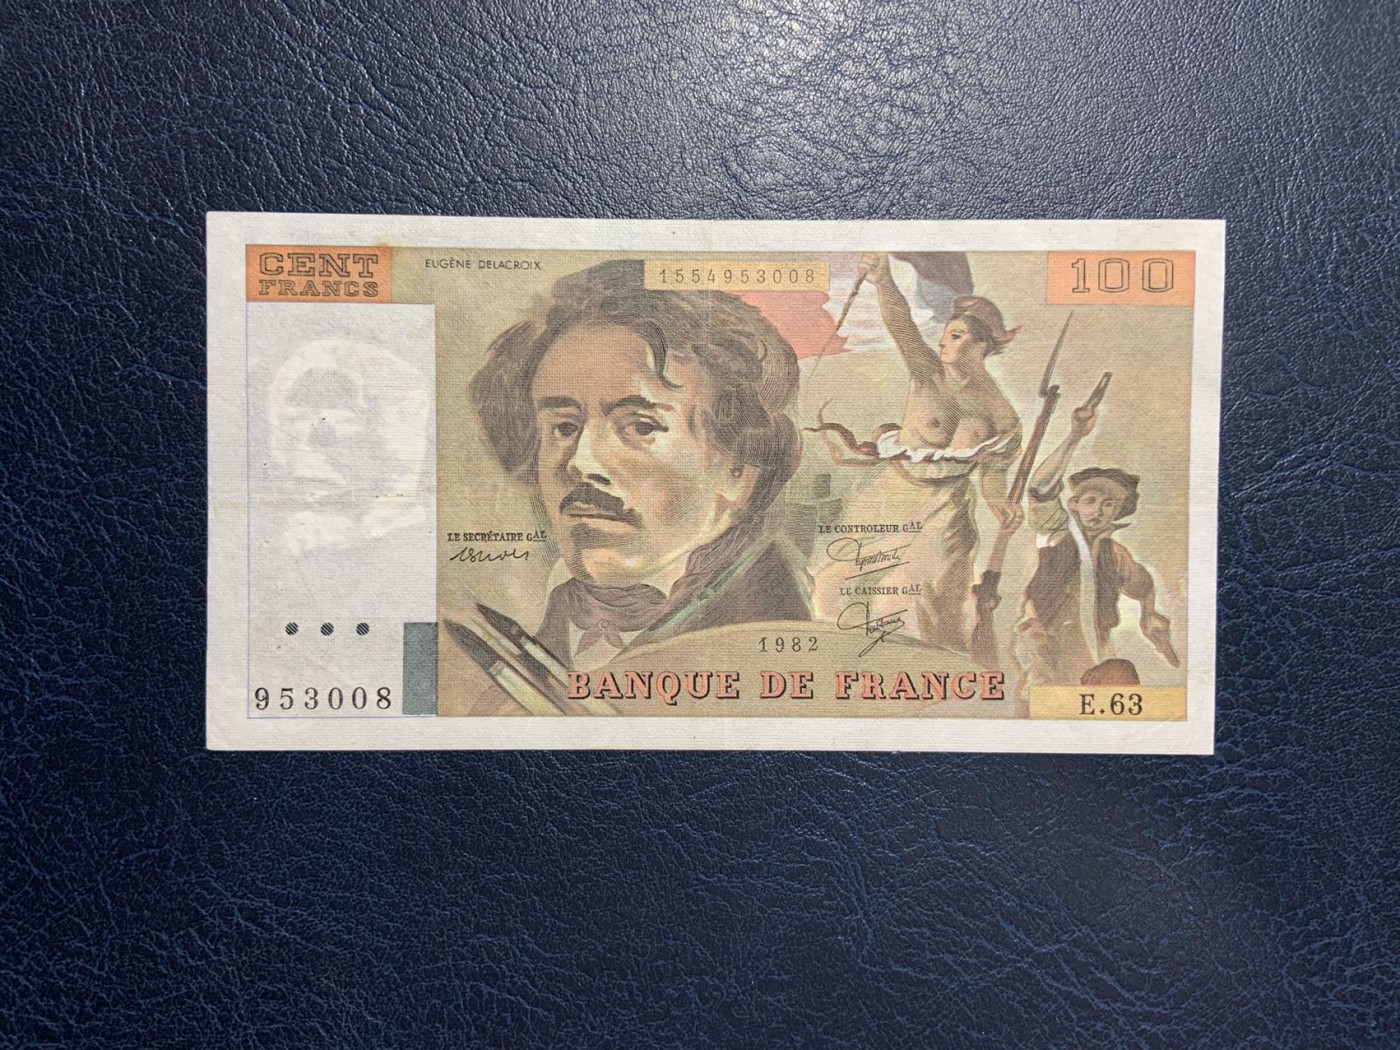 CENT
FRANCS
EUGÈNE DELACROIX
1554953008
100
LE SECRÉTAIRE GAL
LE CONTROLEUR GAL
LE CAISSIER GAL
1982
BANQUE DE FRANCE
953008
E.63